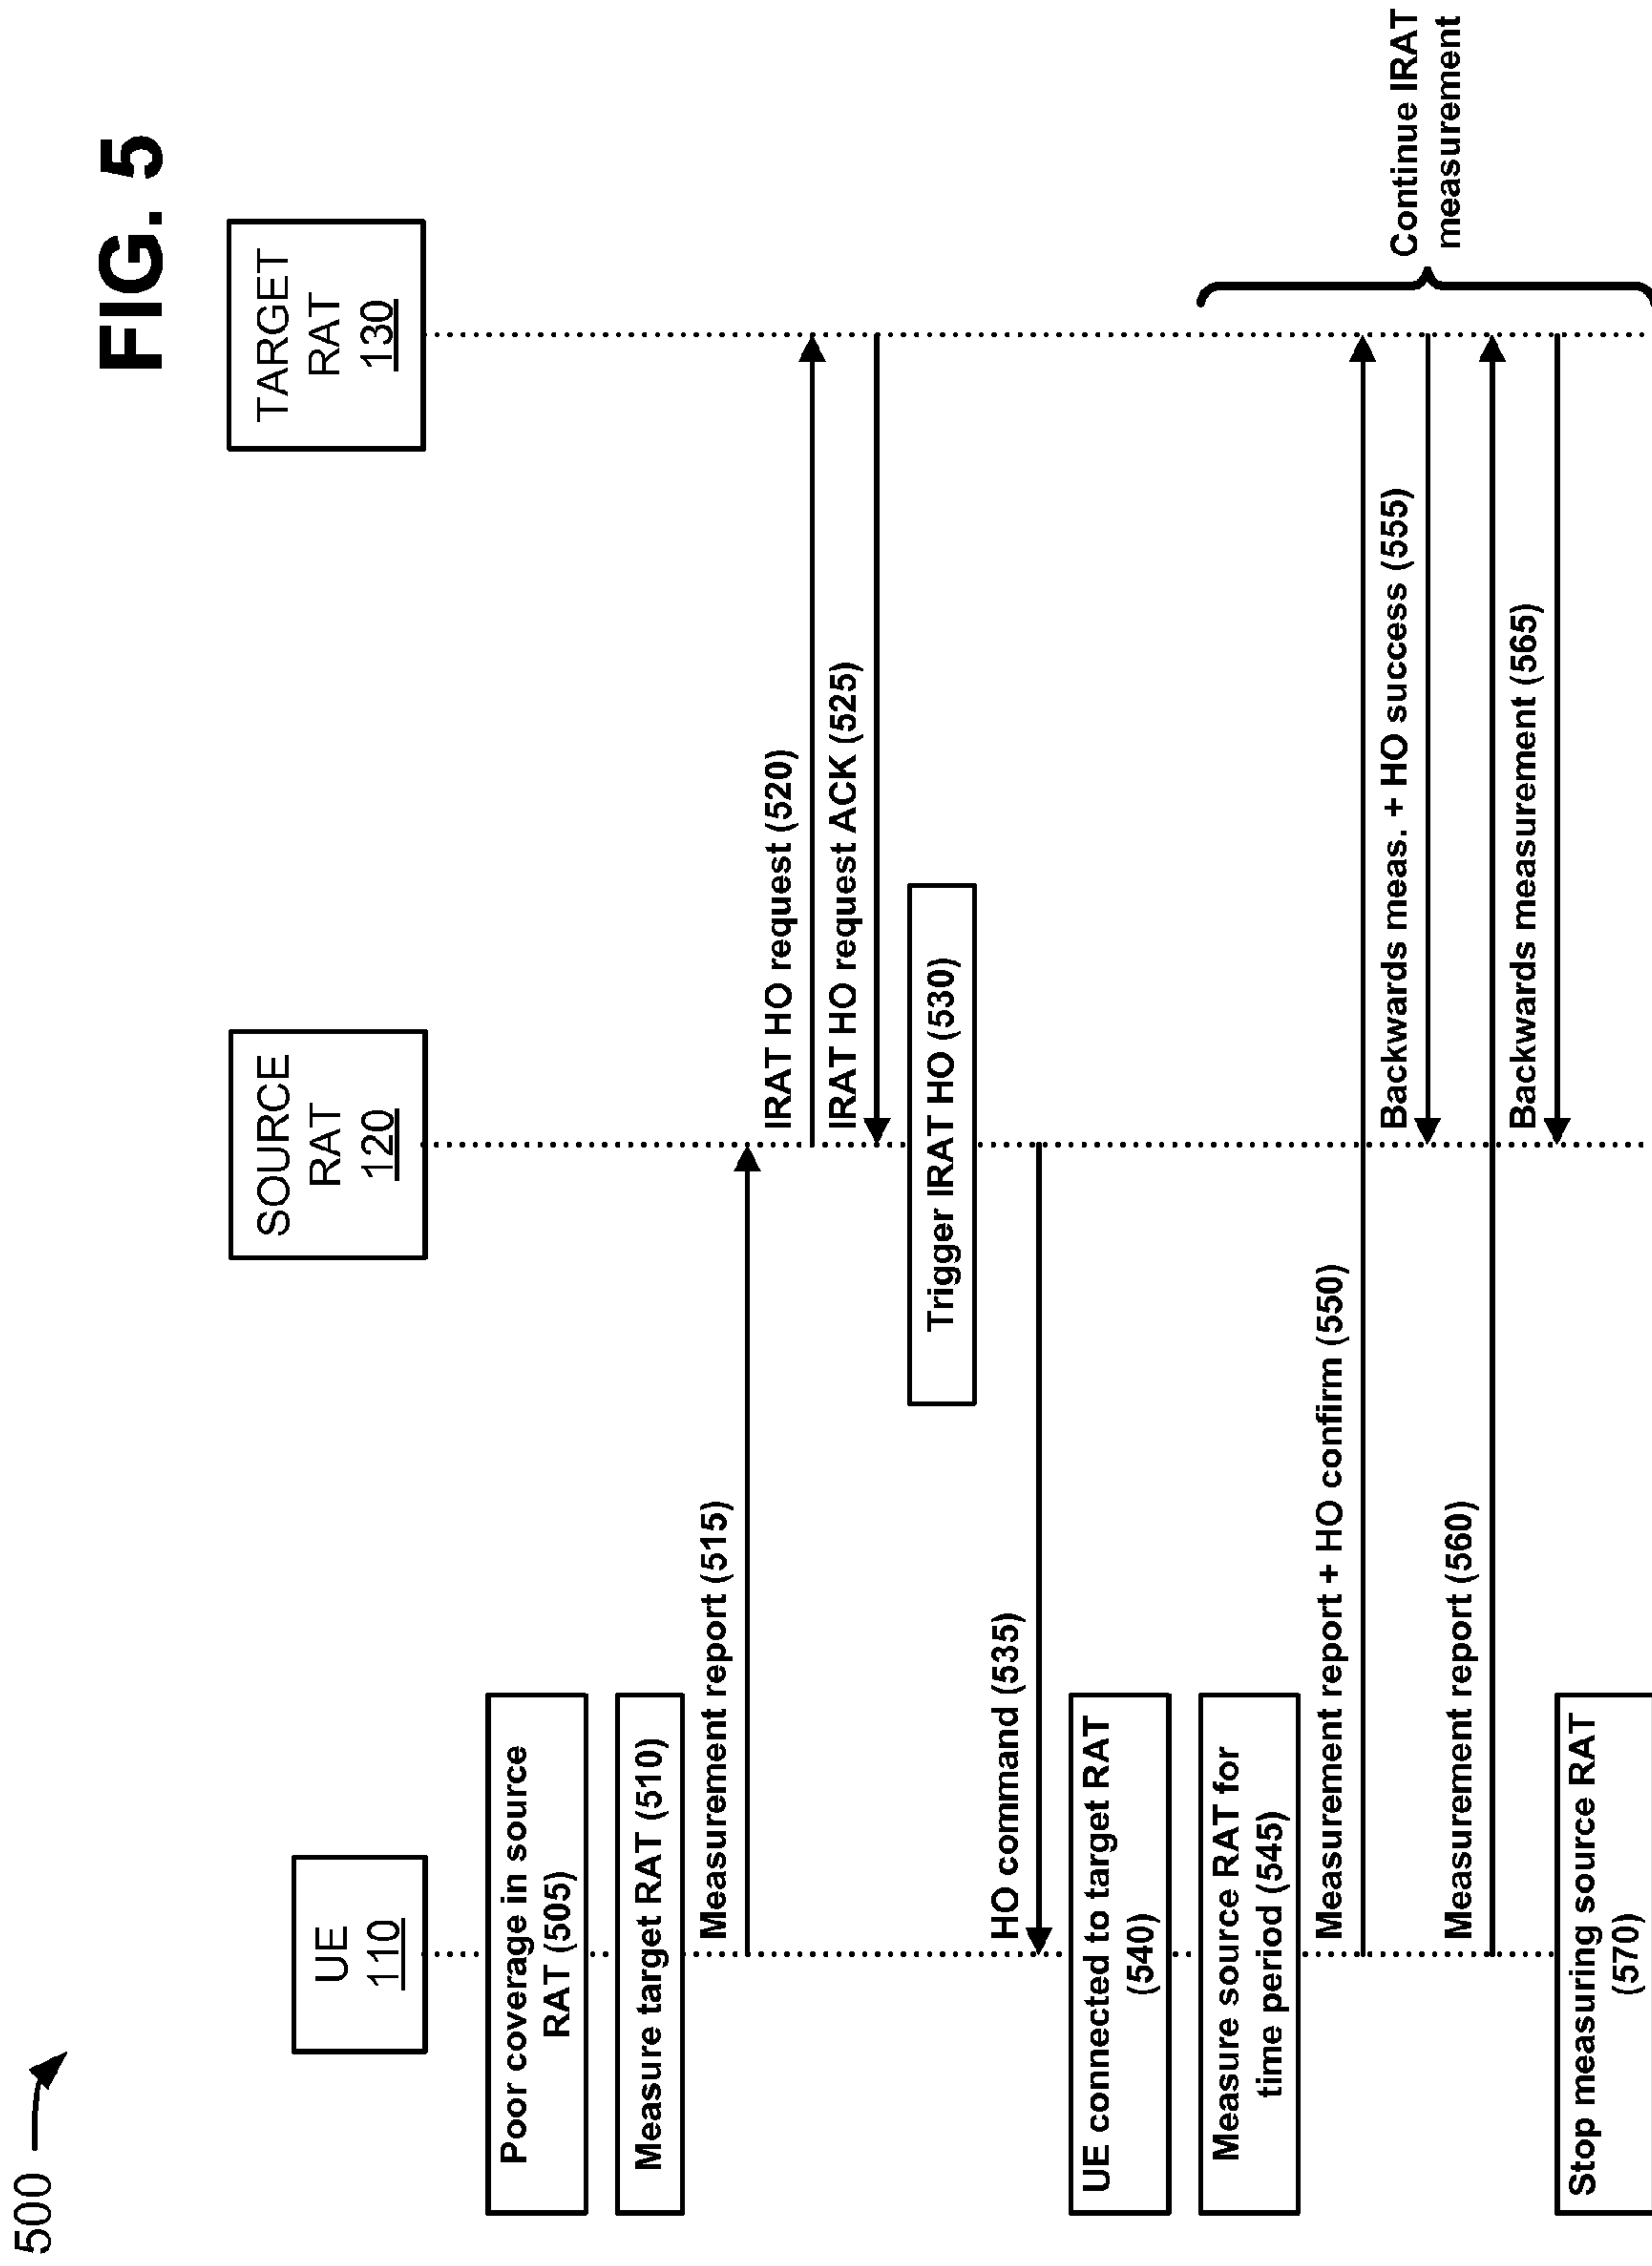 500
FIG. 5
UE
110
SOURCE
RAT
120
TARGET
RAT
130
Poor coverage in source
RAT (505)
Measure target RAT (510)
Measurement report (515)
IRAT HO request (520)
IRAT HO request ACK (525)
Trigger IRAT HO (530)
HO command (535)
UE connected to target RAT
(540)
Measure source RAT for
time period (545)
Measurement report + HO confirm (550)
Backwards meas. + HO success (555)
Measurement report (560)
Backwards measurement (565)
Stop measuring source RAT
(570)
Continue IRAT
measurement